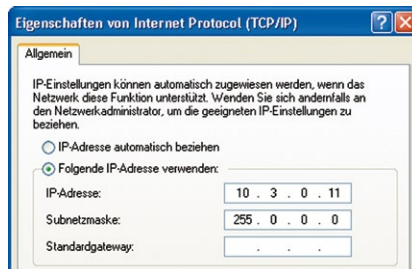 Eigenschaften von Internet Protocol (TCP/IP)
Allgemein
IP-Einstellungen können automatisch zugewiesen werden, wenn das
Netzwerk diese Funktion unterstützt. Wenden Sie sich andernfalls an
den Netzwerkadministrator, um die geeigneten IP-Einstellungen zu
beziehen.
IP-Adresse automatisch beziehen
Folgende IP-Adresse verwenden:
IP-Adresse: 10 . 3 . 0 . 11
Subnetzmaske: 255 . 0 . 0 . 0
Standardgateway: . . .